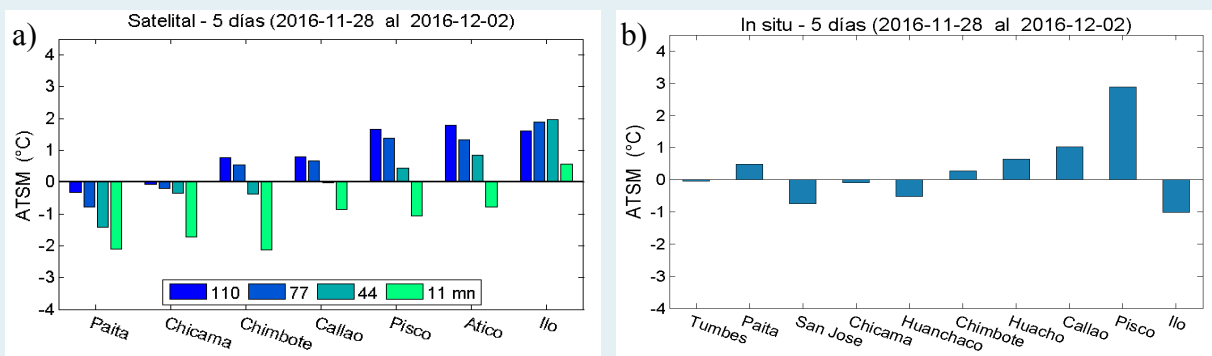 a)
Satelital - 5 días (2016-11-28 al 2016-12-02)
ATSM (°C)
4
3
2
1
0
-1
-2
-3
-4
110 77 44 11 mn
Paita Chicama Chimbote Callao Pisco Atico Ilo
b)
In situ - 5 días (2016-11-28 al 2016-12-02)
ATSM (°C)
4
3
2
1
0
-1
-2
-3
-4
Tumbes Paita San Jose Chicama Huanchaco Chimbote Huacho Callao Pisco Ilo